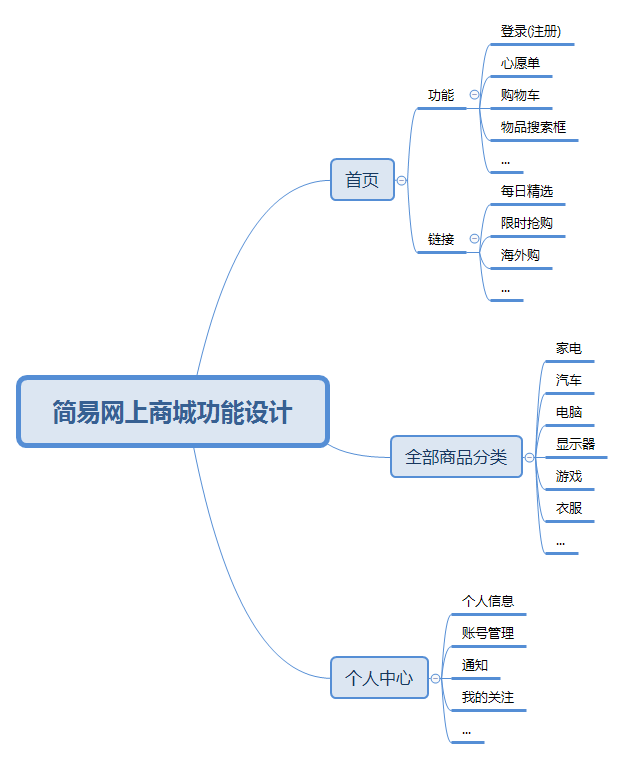 简易网上商城功能设计
首页
功能
登录(注册)
心愿单
购物车
物品搜素框
...
链接
每日精选
限时抢购
海外购
...
全部商品分类
家电
汽车
电脑
显示器
游戏
衣服
...
个人中心
个人信息
账号管理
通知
我的关注
...